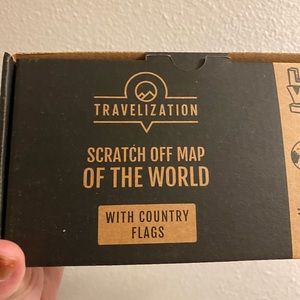 TRAVELIZATION
SCRATCH OFF MAP
OF THE WORLD
WITH COUNTRY
FLAGS